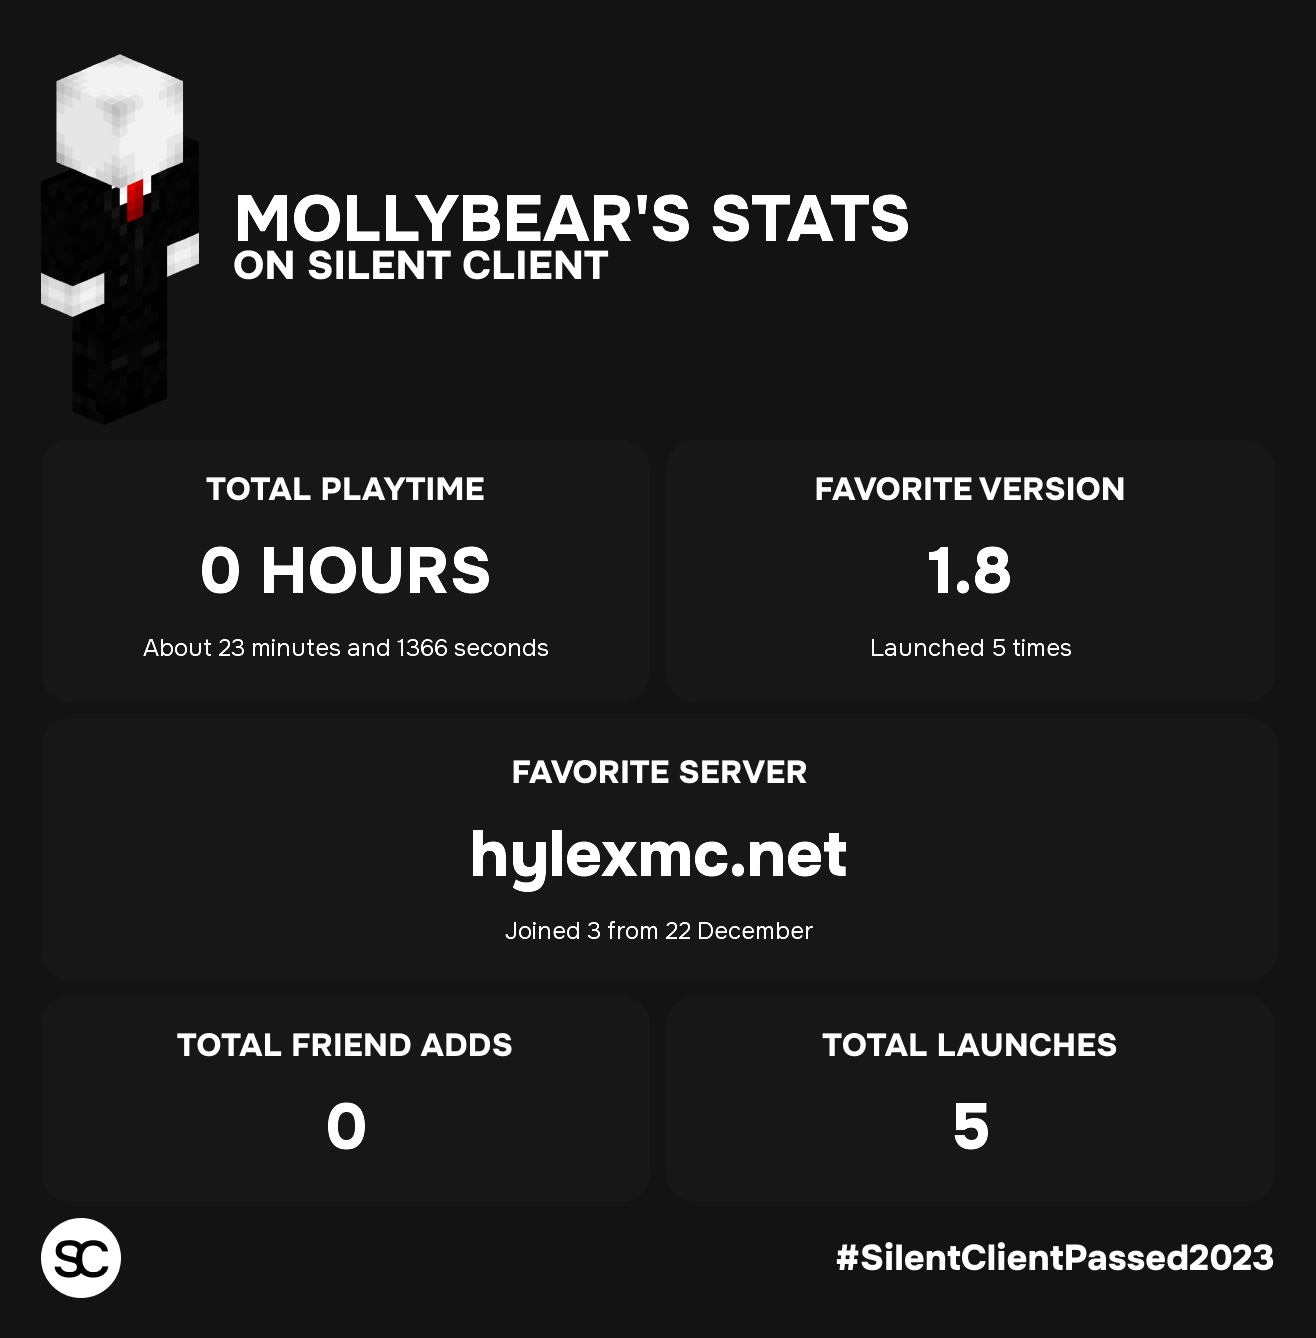 MOLLYBEAR'S STATS
ON SILENT CLIENT
TOTAL PLAYTIME
0 HOURS
About 23 minutes and 1366 seconds
FAVORITE VERSION
1.8
Launched 5 times
FAVORITE SERVER
hylexmc.net
Joined 3 from 22 December
TOTAL FRIEND ADDS
0
TOTAL LAUNCHES
5
SC
#SilentClientPassed2023